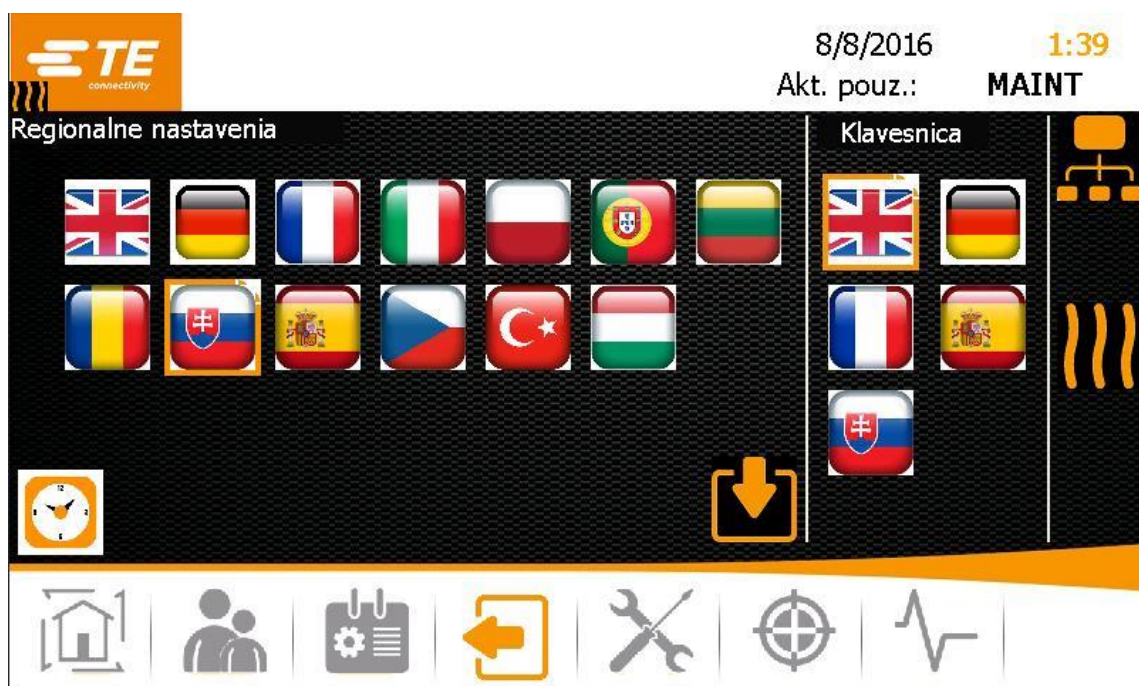 TE
connectivity
8/8/2016 1:39
Akt. pouz.: MAINT
Regionalne nastavenia
Klavesnica